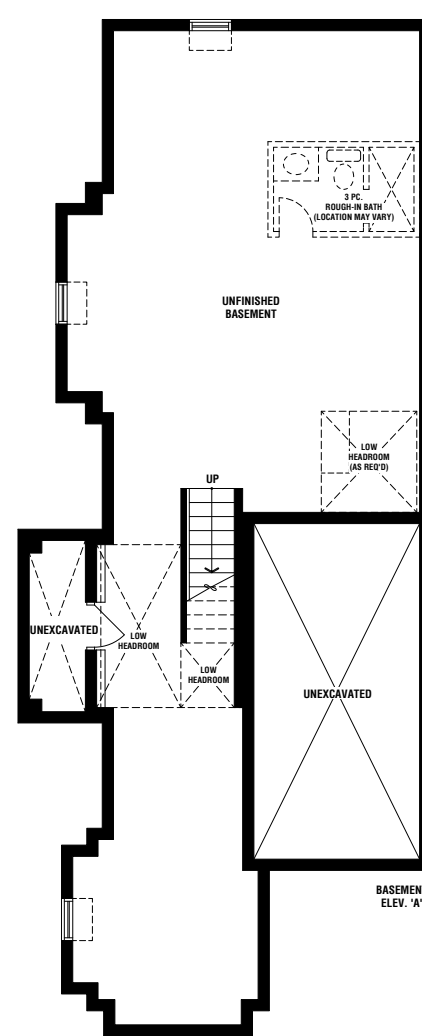 3 PC.
ROUGH-IN BATH
(LOCATION MAY VARY)
UNFINISHED
BASEMENT
LOW
HEADROOM
(AS REQ'D)
UP
UNEXCAVATED
LOW
HEADROOM
LOW
HEADROOM
UNEXCAVATED
BASEMEN
ELEV. 'A'